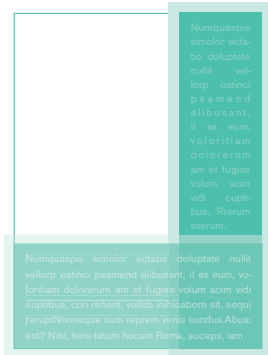 Numquaspis
simolor ecta-
tio doluptate
nullit vel-
lorp ostinci
psamend
elibusant,
il ex eum,
voloritiam
dolorerum
am et fugiae
volum acim
vidi cupti-
bus, Rrerum
exerum.
Numquaspis simolor ectatio doluptate nullit
vellorp ostinci psamend elibusant, il ex eum, vo-
loritiam dolorerum am et fugiae volum acim vidi
cuptibus, con rehent, vollab inihicabore sit, sequi
reruptNonseque sum reprem venis sundus.Abus;
est? Nihi, teris tatum hocam Roma, auceps, iam